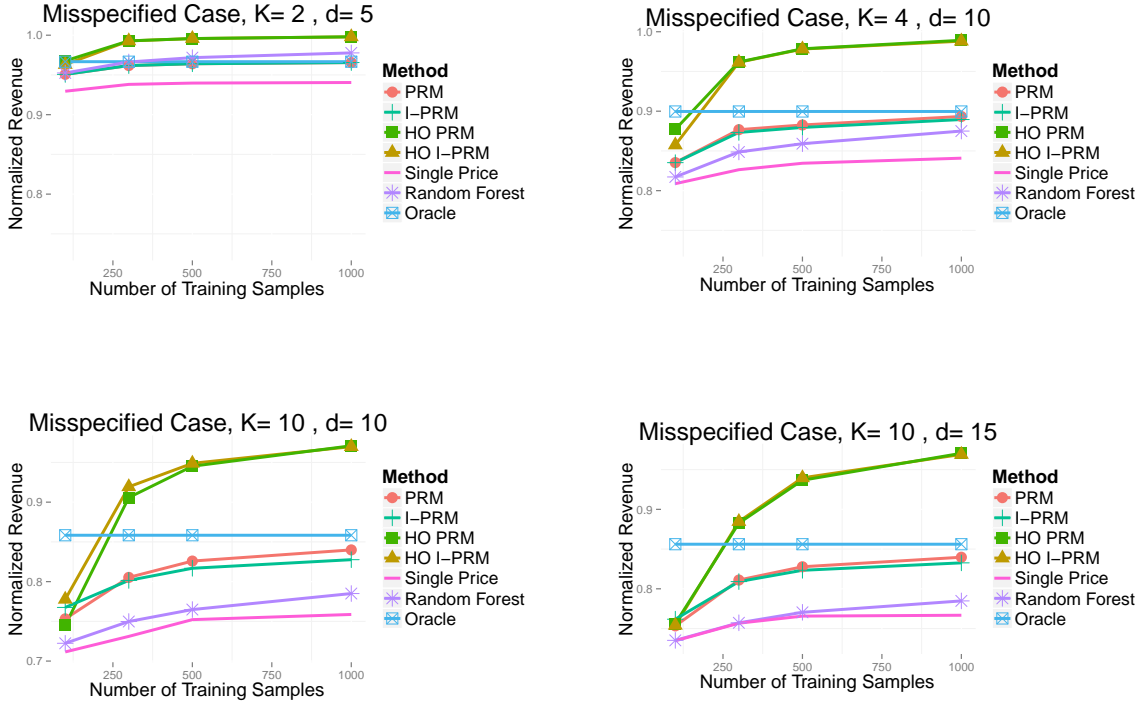 Misspecified Case, K= 2 , d= 5
Normalized Revenue
1.0
0.9
0.8
250
500
750
1000
Number of Training Samples
Method
PRM
I−PRM
HO PRM
HO I−PRM
Single Price
Random Forest
Oracle
Misspecified Case, K= 4 , d= 10
Normalized Revenue
1.0
0.9
0.8
250
500
750
1000
Number of Training Samples
Method
PRM
I−PRM
HO PRM
HO I−PRM
Single Price
Random Forest
Oracle
Misspecified Case, K= 10 , d= 10
Normalized Revenue
0.9
0.8
0.7
250
500
750
1000
Number of Training Samples
Method
PRM
I−PRM
HO PRM
HO I−PRM
Single Price
Random Forest
Oracle
Misspecified Case, K= 10 , d= 15
Normalized Revenue
0.9
0.8
0.7
250
500
750
1000
Number of Training Samples
Method
PRM
I−PRM
HO PRM
HO I−PRM
Single Price
Random Forest
Oracle